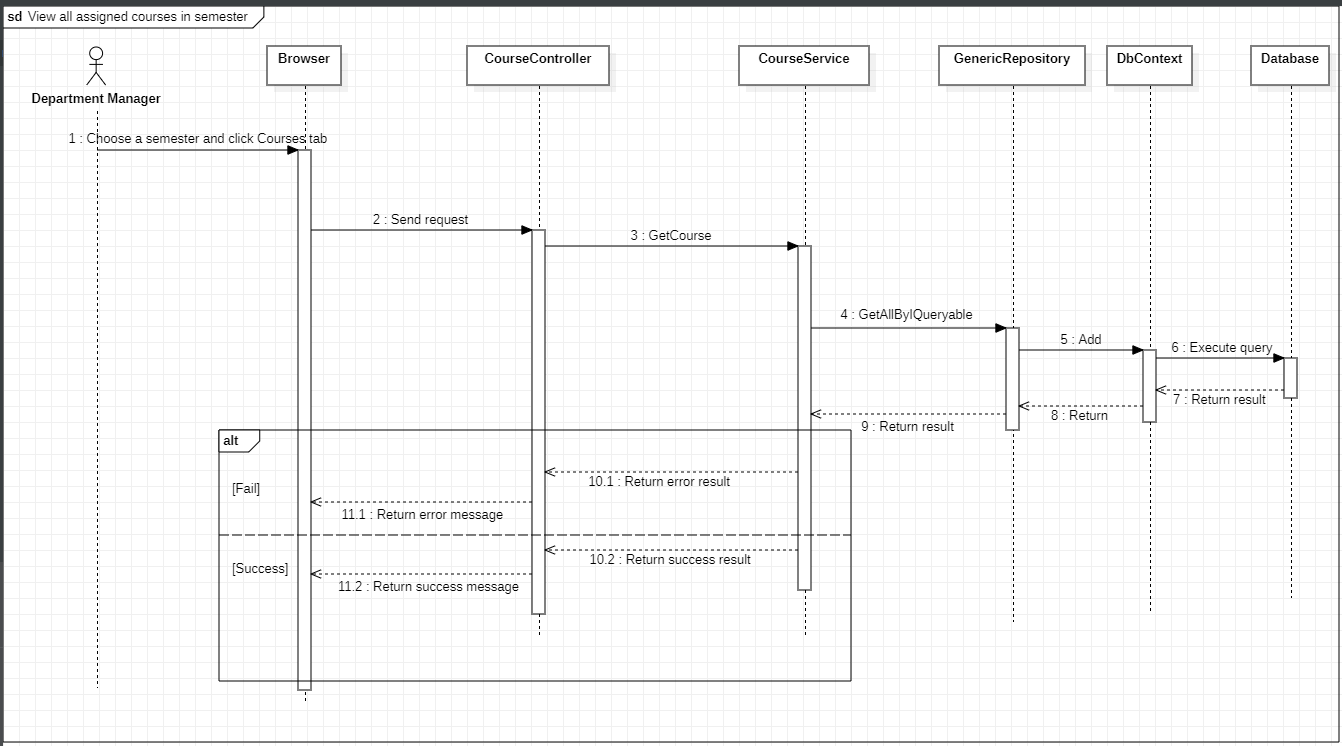 sd View all assigned courses in semester
Browser
CourseController
CourseService
GenericRepository
DbContext
Database
Department Manager
1 : Choose a semester and click Courses tab
2 : Send request
3 : GetCourse
4 : GetAllByIQueryable
5 : Add
6 : Execute query
7 : Return result
8 : Return
9 : Return result
alt
10.1 : Return error result
[Fail]
11.1 : Return error message
10.2 : Return success result
[Success]
11.2 : Return success message